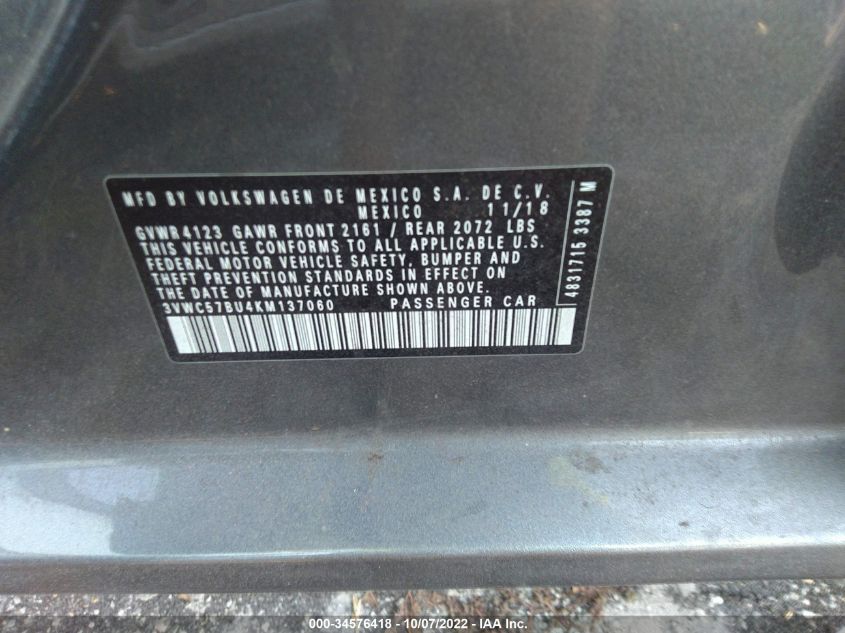 MFD BY VOLKSWAGEN DE MEXICO S.A. DE C.V.
MEXICO 11/18
GVWR 4123 GAWR FRONT 2161 / REAR 2072 LBS
THIS VEHICLE CONFORMS TO ALL APPLICABLE U.S.
FEDERAL MOTOR VEHICLE SAFETY, BUMPER AND
THEFT PREVENTION STANDARDS IN EFFECT ON
THE DATE OF MANUFACTURE SHOWN ABOVE.
3VWC57BU4KM137060 PASSENGER CAR
4831715 3387 M
000-34576418 - 10/07/2022 - IAA Inc.